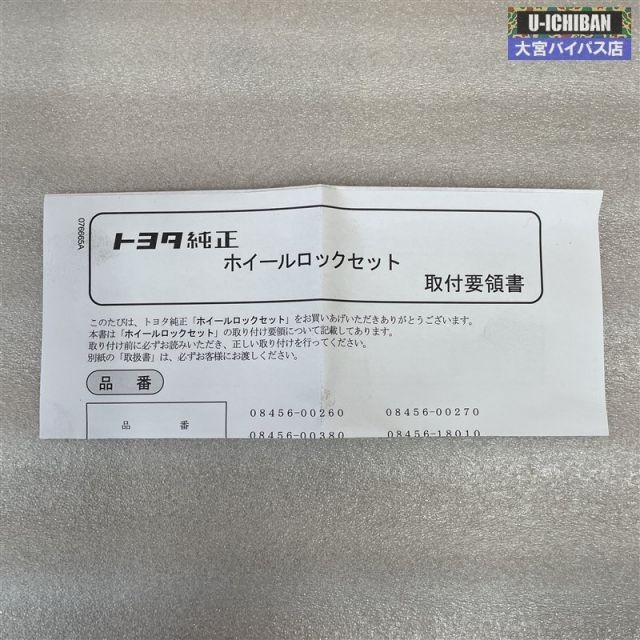 U-ICHIBAN
大宮バイパス店
076665A
トヨタ純正
ホイールロックセット
取付要領書
このたびは、トヨタ純正「ホイールロックセット」をお買いあげいただきありがとうございます。
本書は「ホイールロックセット」の取り付け要領について記載してあります。
取り付け前に必ずお読みいただき、正しい取り付けを行ってください。
別紙の「取扱書」は、必ずお客様にお渡しください。
品番
品番 08456-00260 08456-00270
08456-00380 08456-18010